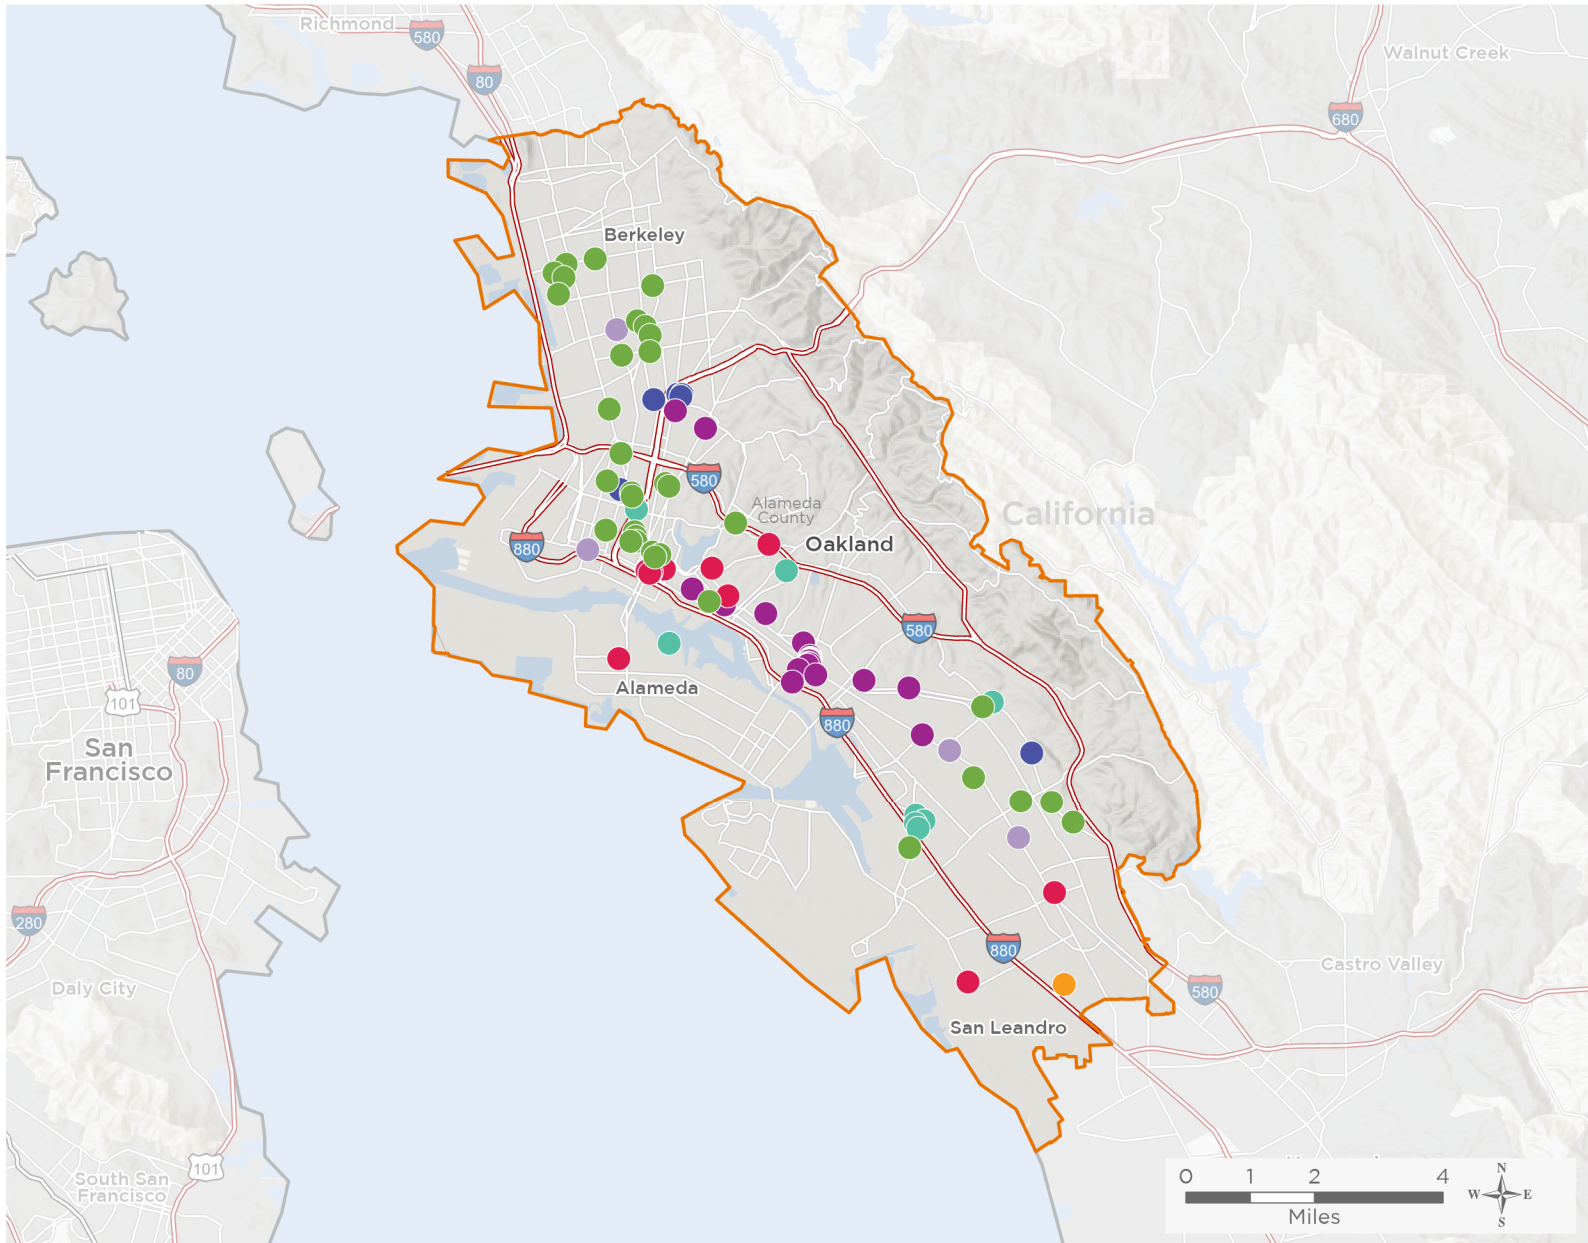 Richmond
580
80
Walnut Creek
680
Berkeley
580
Alameda
County
California
880
Oakland
580
80
101
Alameda
880
San
Francisco
280
Daly City
880
Castro Valley
580
San Leandro
101
South San
Francisco
0 1 2 4
Miles
N
W E
S